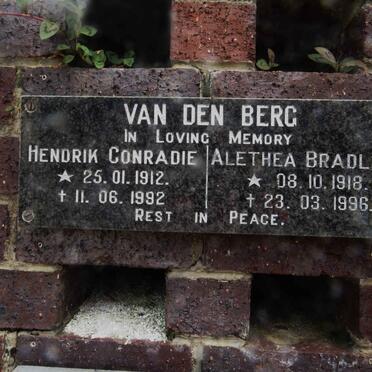 VAN DEN BERG
IN LOVING MEMORY
HENDRIK CONRADIE ALETHEA
★ 25.01.1912. ★ 08.10.1918.
† 11.06.1992 † 23.03.1996.
REST IN PEACE.